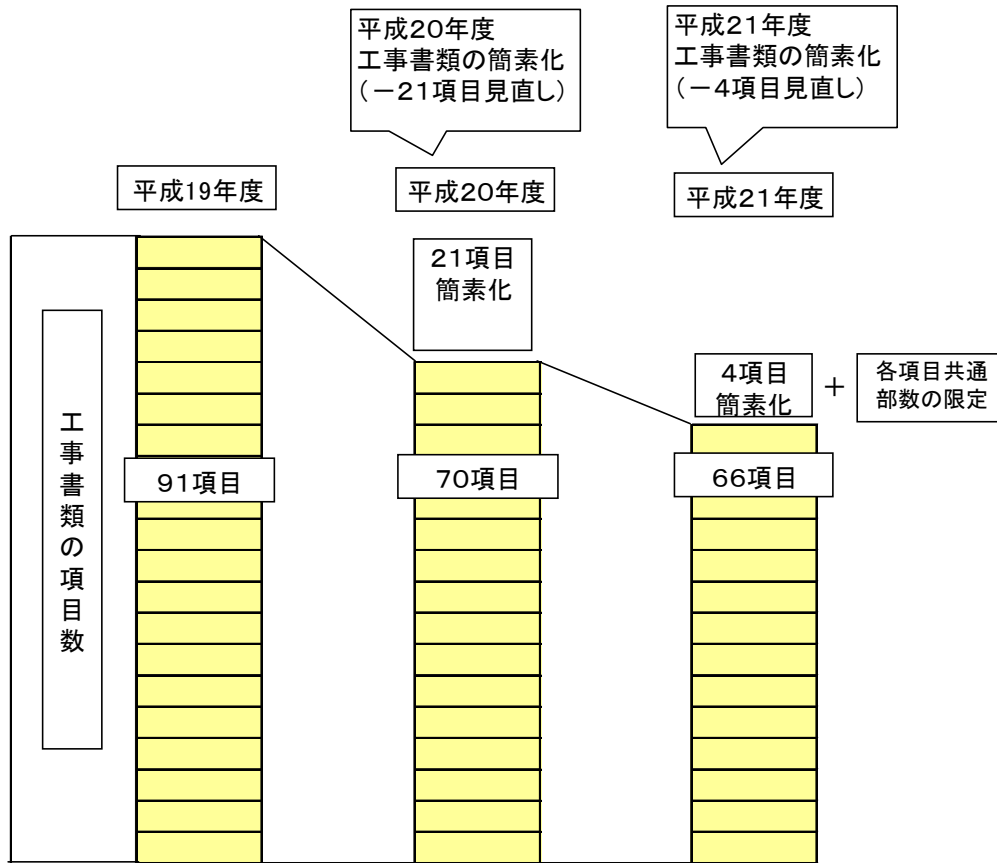 平成20年度
工事書類の簡素化
(-21項目見直し)
平成21年度
工事書類の簡素化
(-4項目見直し)
平成19年度
平成20年度
平成21年度
21項目
簡素化
4項目
簡素化
+
各項目共通
部数の限定
工事書類の項目数
91項目
70項目
66項目